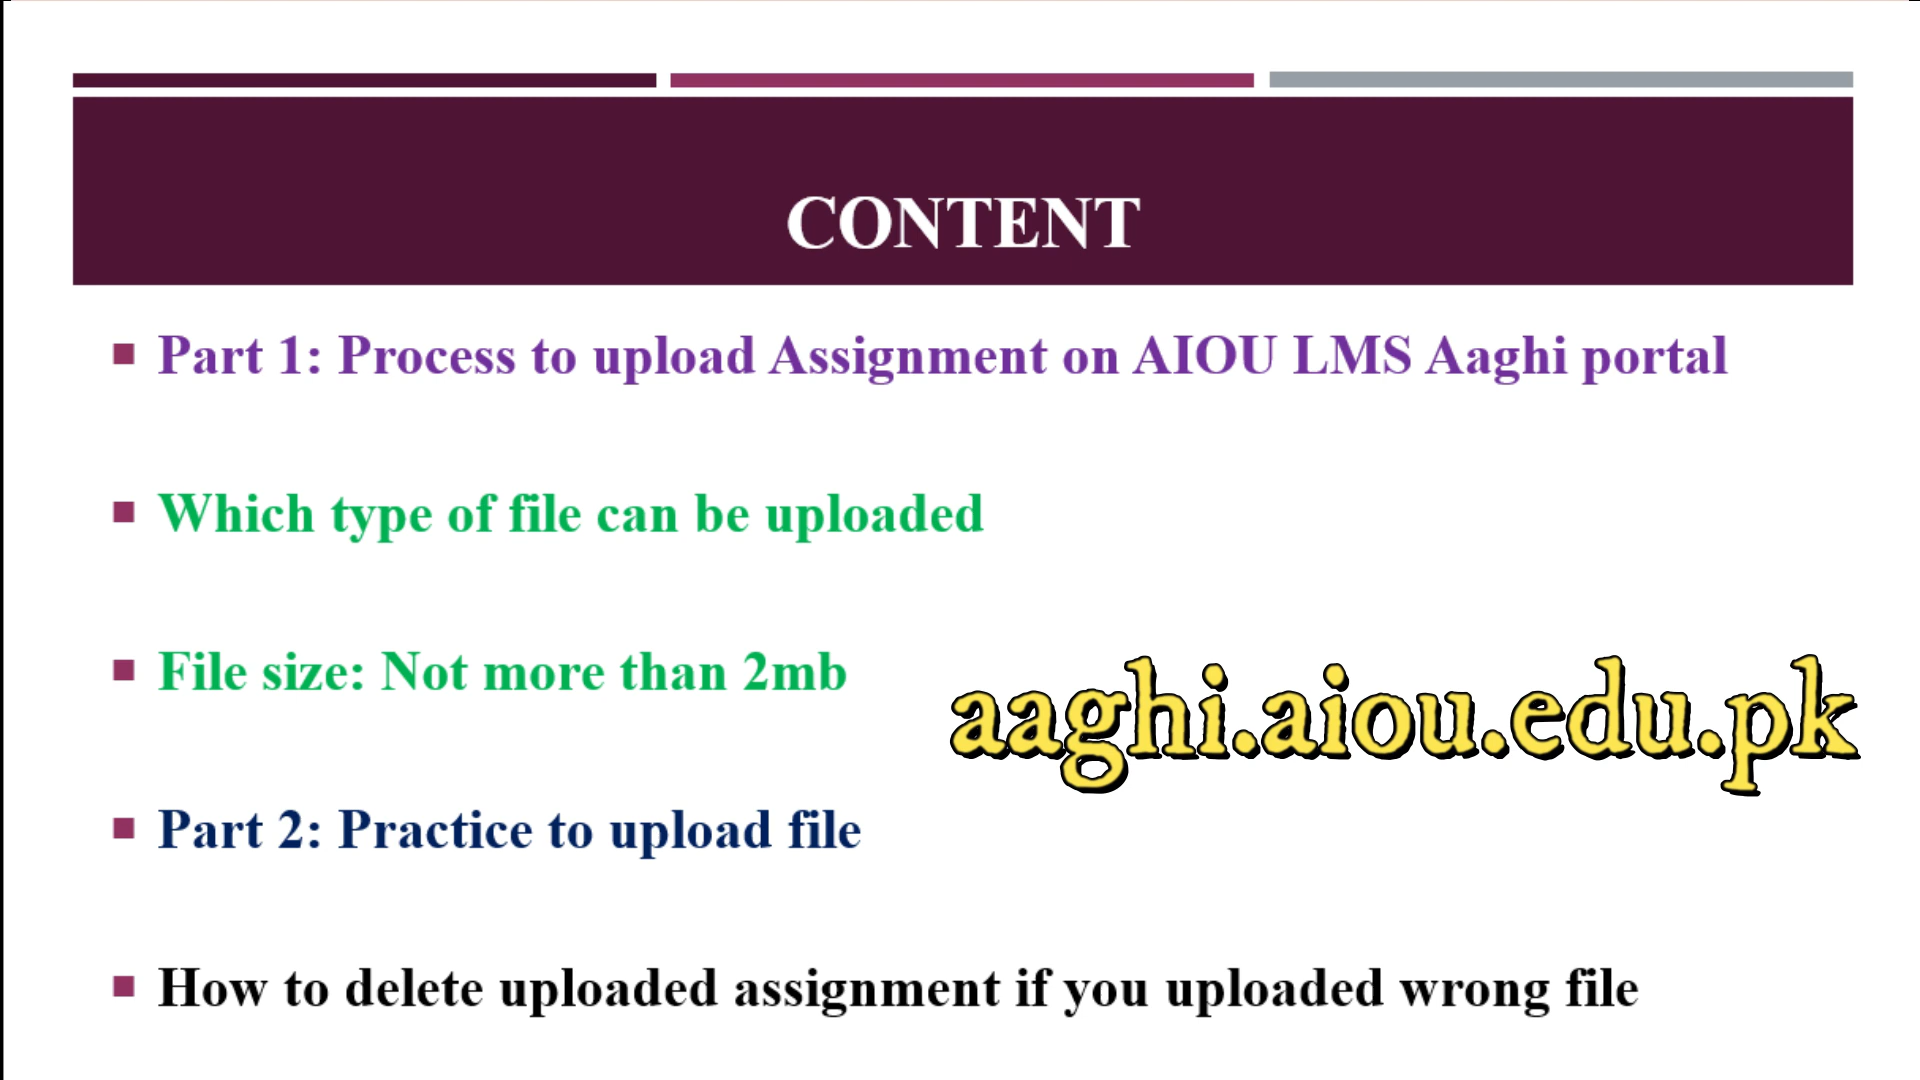 CONTENT
Part 1: Process to upload Assignment on AIOU LMS Aaghi portal
Which type of file can be uploaded
File size: Not more than 2mb
aaghi.aiou.edu.pk
Part 2: Practice to upload file
How to delete uploaded assignment if you uploaded wrong file